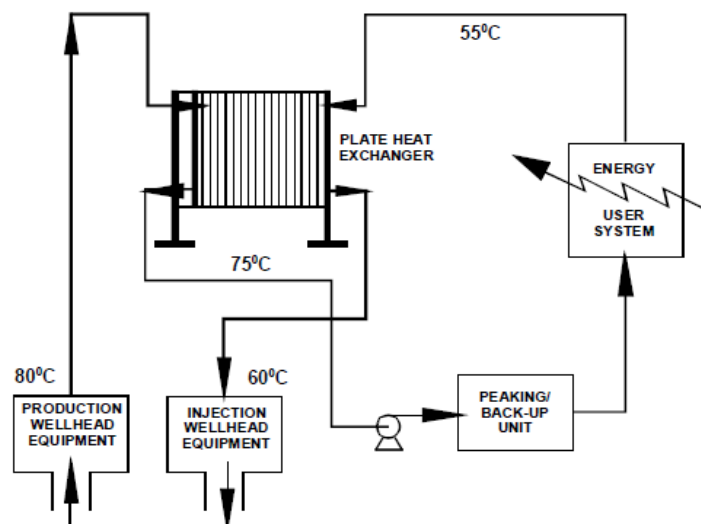 55⁰C
PLATE HEAT
EXCHANGER
ENERGY
USER
SYSTEM
75⁰C
80⁰C
60⁰C
PRODUCTION
WELLHEAD
EQUIPMENT
INJECTION
WELLHEAD
EQUIPMENT
PEAKING/
BACK-UP
UNIT